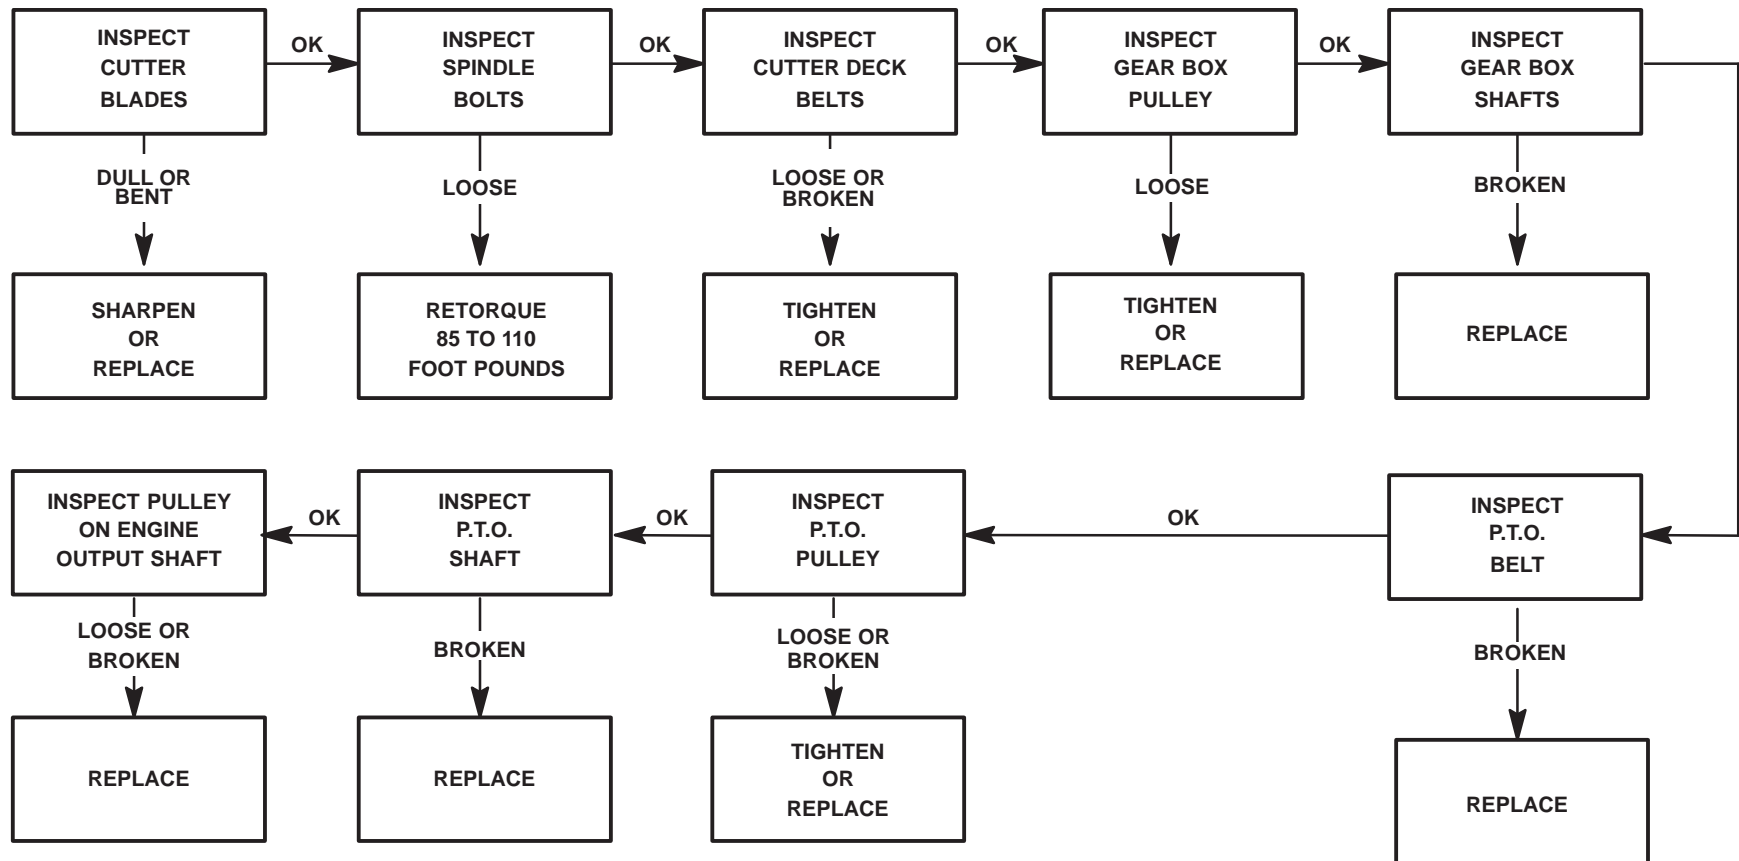 INSPECT
CUTTER
BLADES
OK
INSPECT
SPINDLE
BOLTS
OK
INSPECT
CUTTER DECK
BELTS
OK
INSPECT
GEAR BOX
PULLEY
OK
INSPECT
GEAR BOX
SHAFTS
DULL OR
BENT
LOOSE
LOOSE OR
BROKEN
LOOSE
BROKEN
SHARPEN
OR
REPLACE
RETORQUE
85 TO 110
FOOT POUNDS
TIGHTEN
OR
REPLACE
TIGHTEN
OR
REPLACE
REPLACE
INSPECT PULLEY
ON ENGINE
OUTPUT SHAFT
OK
INSPECT
P.T.O.
SHAFT
OK
INSPECT
P.T.O.
PULLEY
OK
INSPECT
P.T.O.
BELT
LOOSE OR
BROKEN
BROKEN
LOOSE OR
BROKEN
BROKEN
REPLACE
REPLACE
TIGHTEN
OR
REPLACE
REPLACE